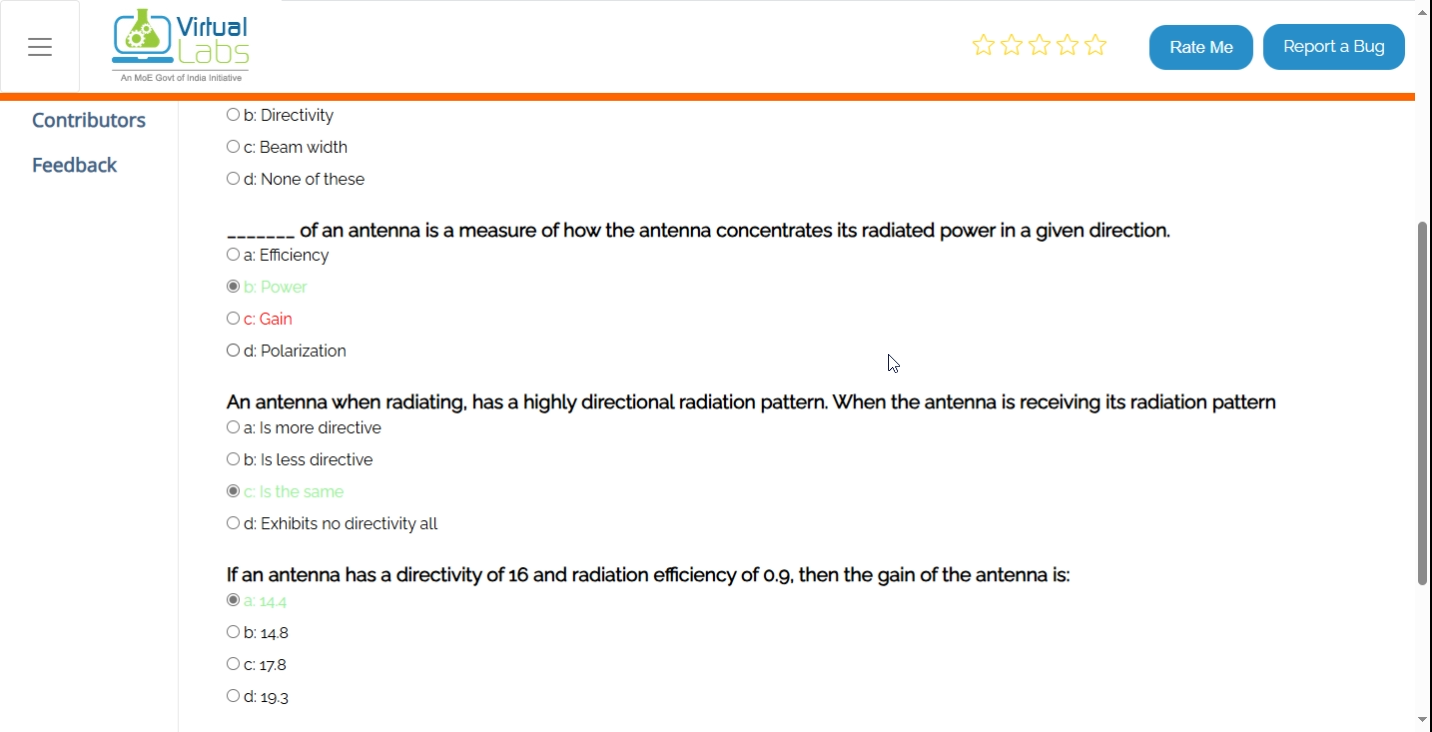 Virtual
Labs
An MoE Govt of India Initiative
Rate Me
Report a Bug
Contributors
Feedback
b: Directivity
c: Beam width
d: None of these
_______ of an antenna is a measure of how the antenna concentrates its radiated power in a given direction.
a: Efficiency
b: Power
c: Gain
d: Polarization
An antenna when radiating, has a highly directional radiation pattern. When the antenna is receiving its radiation pattern
a: Is more directive
b: Is less directive
c: Is the same
d: Exhibits no directivity all
If an antenna has a directivity of 16 and radiation efficiency of 0.9, then the gain of the antenna is:
a: 14.4
b: 14.8
c: 17.8
d: 19.3